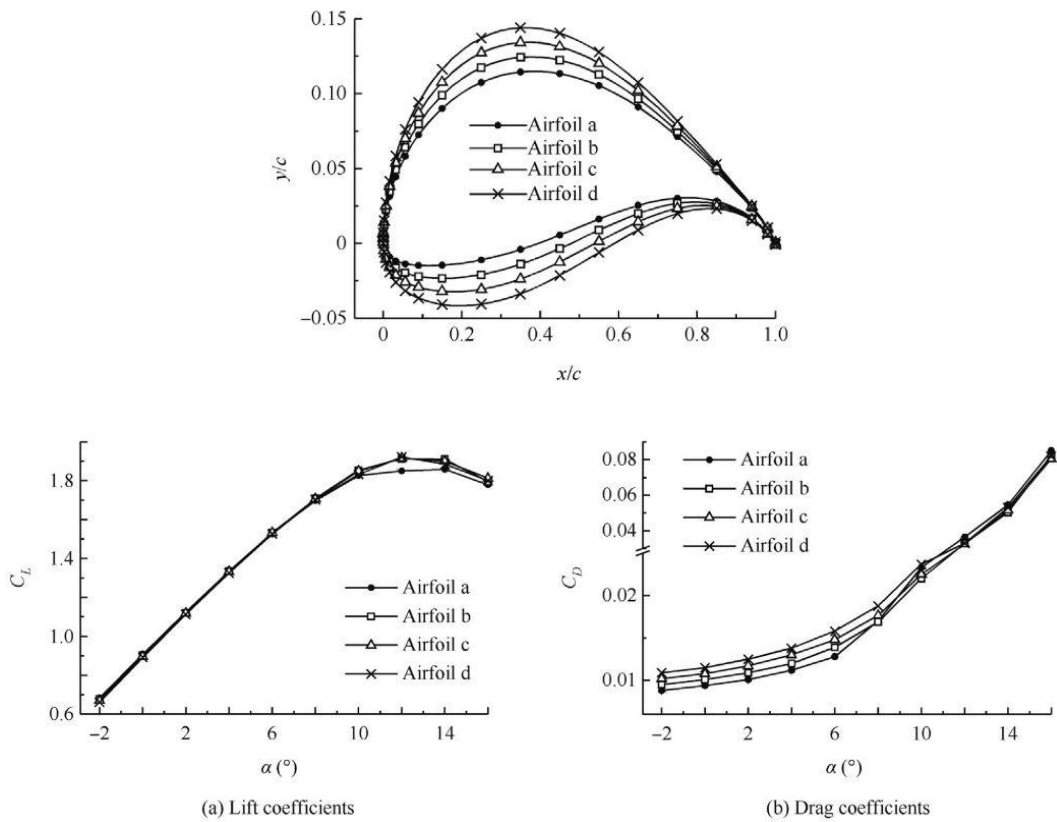 0.15
0.10
0.05
0
–0.05
y/c
Airfoil a
Airfoil b
Airfoil c
Airfoil d
0 0.2 0.4 0.6 0.8 1.0
x/c
1.8
1.4
1.0
0.6
C_L
Airfoil a
Airfoil b
Airfoil c
Airfoil d
–2 2 6 10 14
α (°)
(a) Lift coefficients
0.08
0.06
0.04
0.02
0.01
C_D
Airfoil a
Airfoil b
Airfoil c
Airfoil d
–2 2 6 10 14
α (°)
(b) Drag coefficients